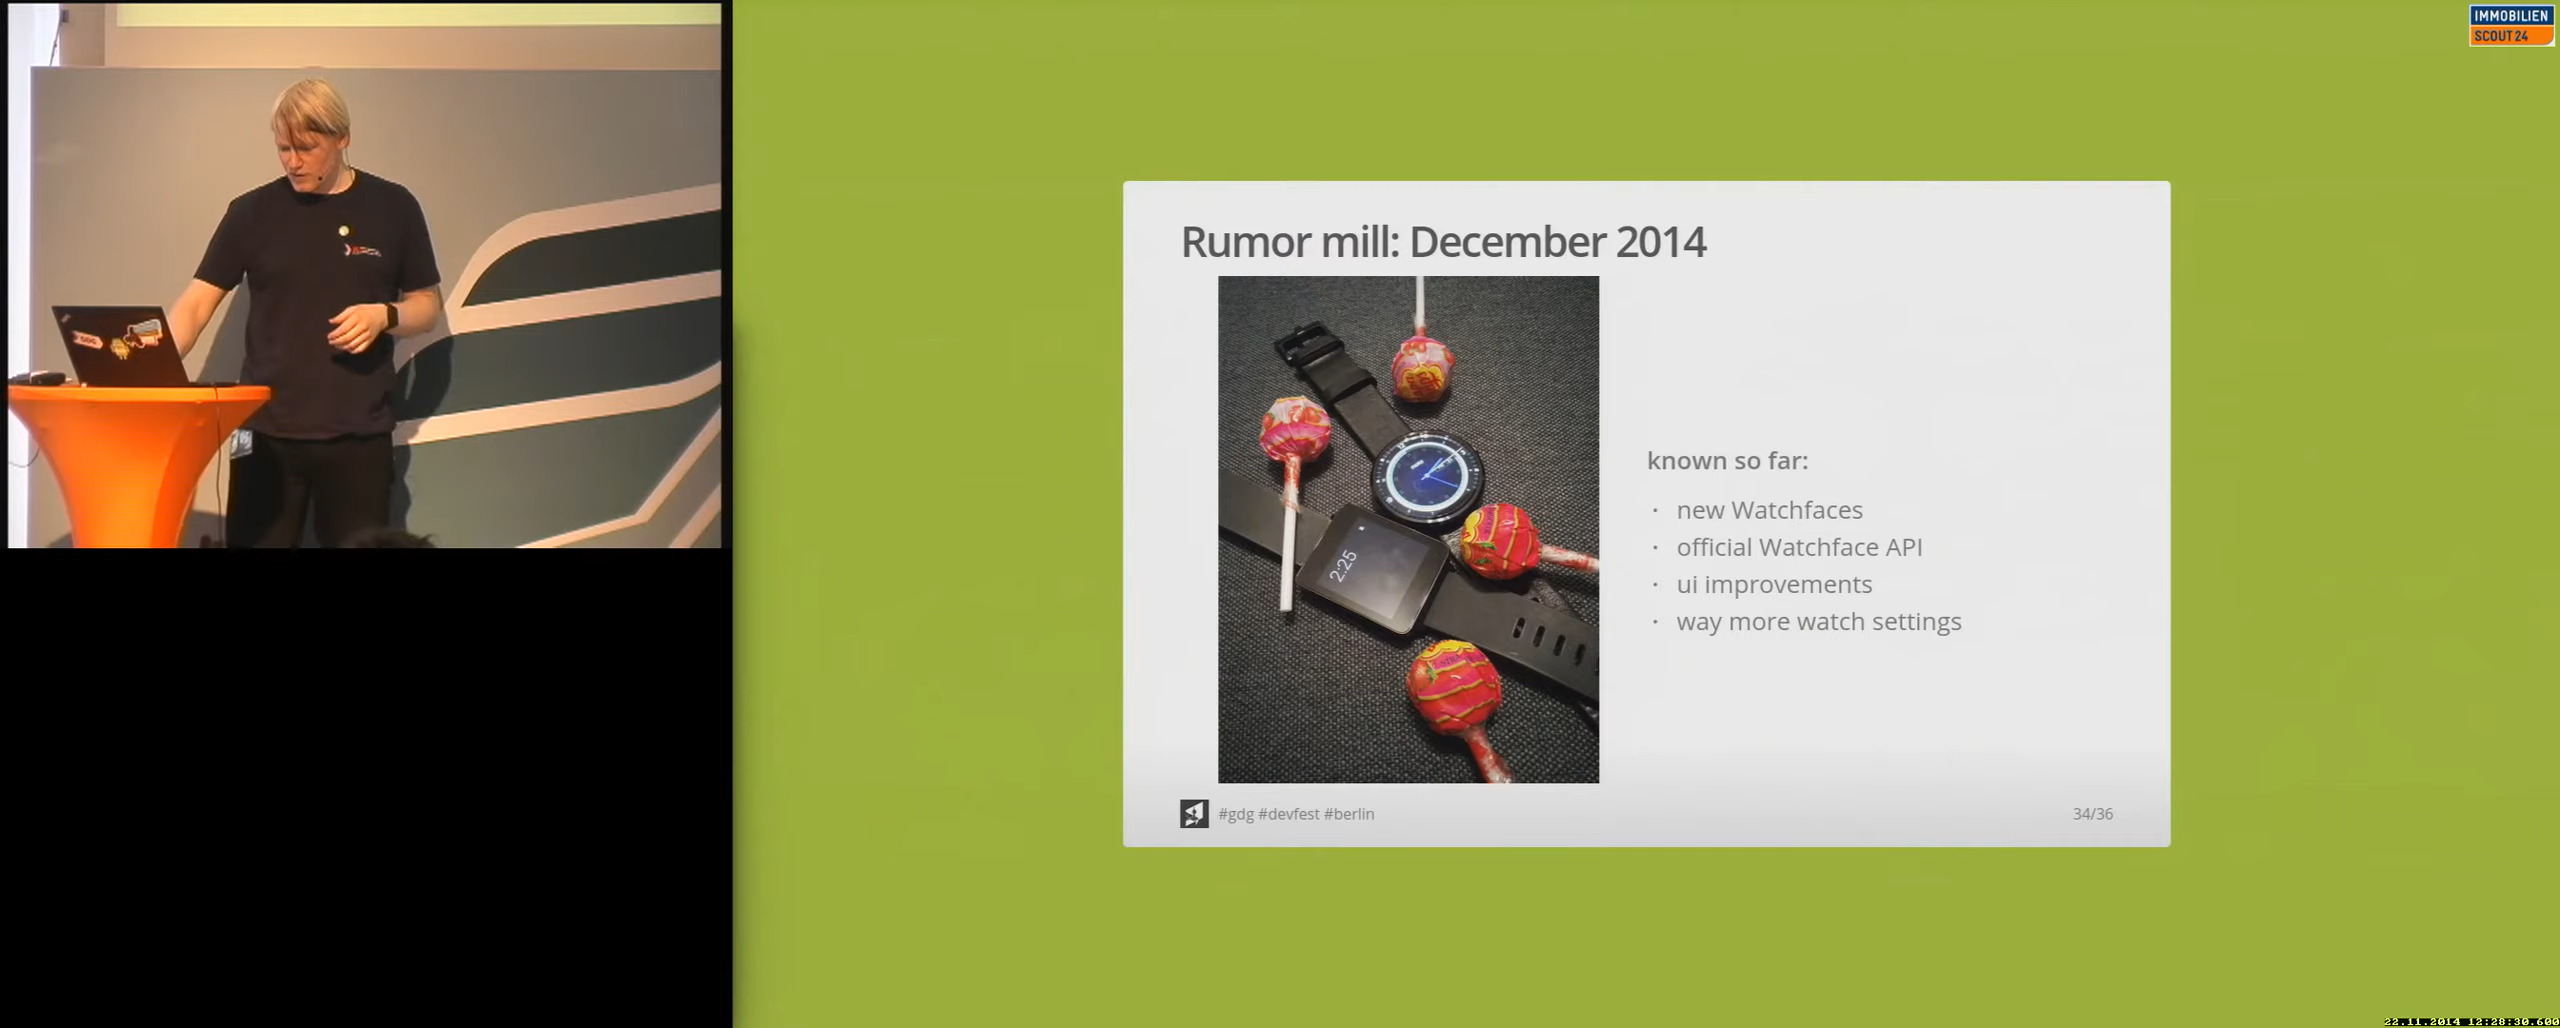 IMMOBILIEN
SCOUT24
Rumor mill: December 2014
2:25
known so far:
· new Watchfaces
· official Watchface API
· ui improvements
· way more watch settings
#gdg #devfest #berlin
34/36
22.11.2014 12:28:30.600